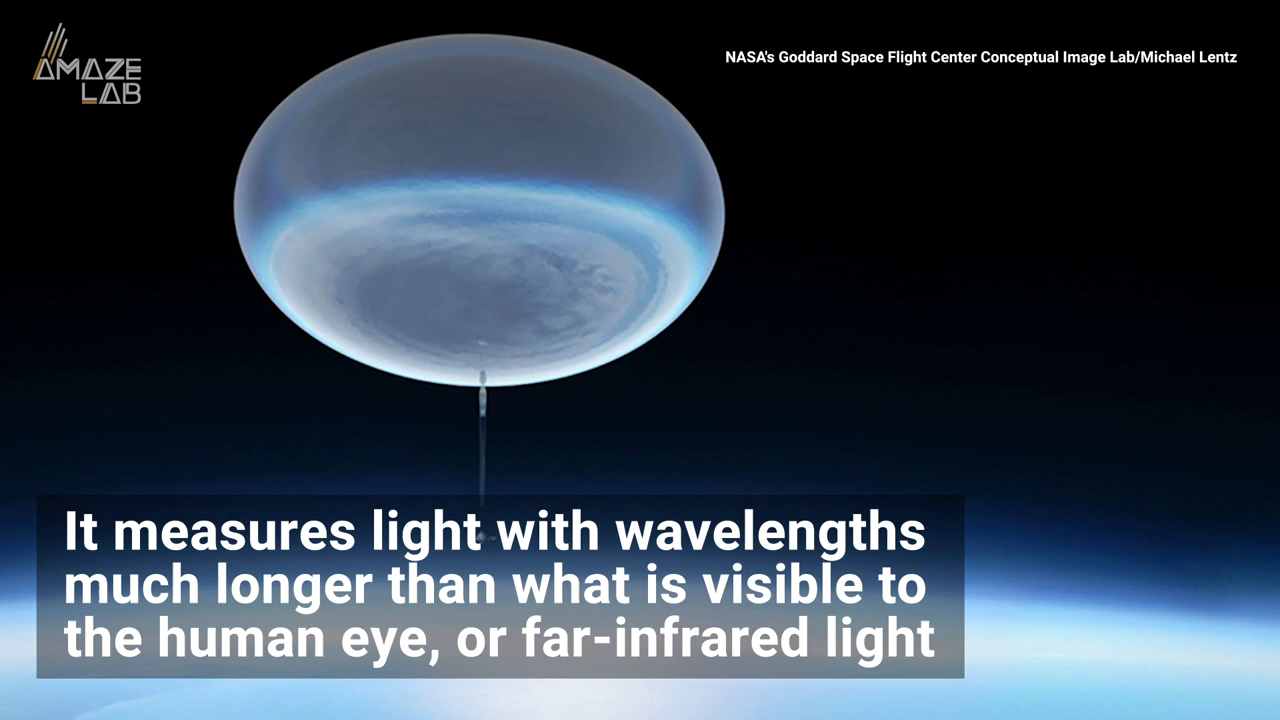 AMAZE
LAB
NASA's Goddard Space Flight Center Conceptual Image Lab/Michael Lentz
It measures light with wavelengths
much longer than what is visible to
the human eye, or far-infrared light